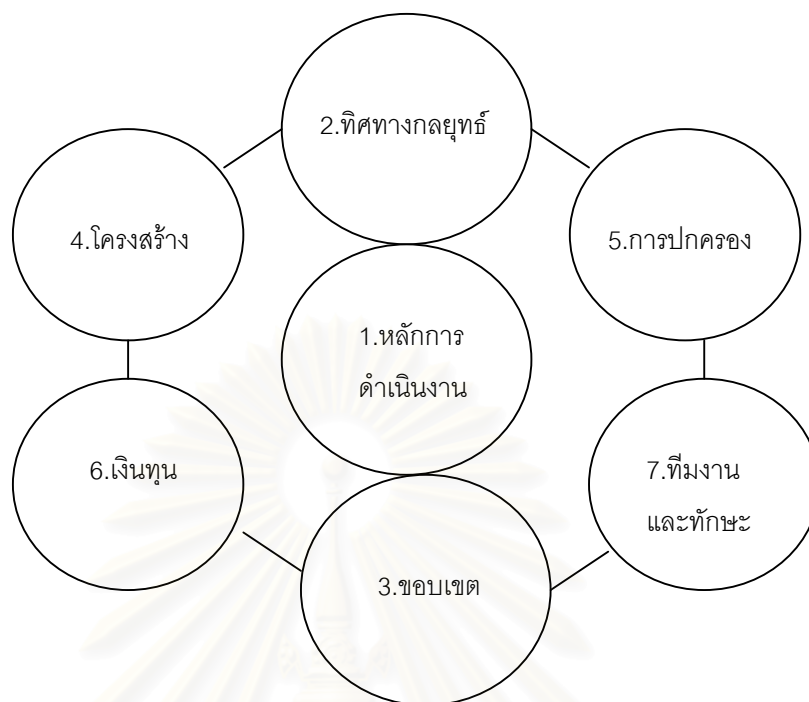 2.ทิศทางกลยุทธ์
4.โครงสร้าง
5.การปกครอง
1.หลักการ
ดำเนินงาน
6.เงินทุน
7.ทีมงาน
และทักษะ
3.ขอบเขต